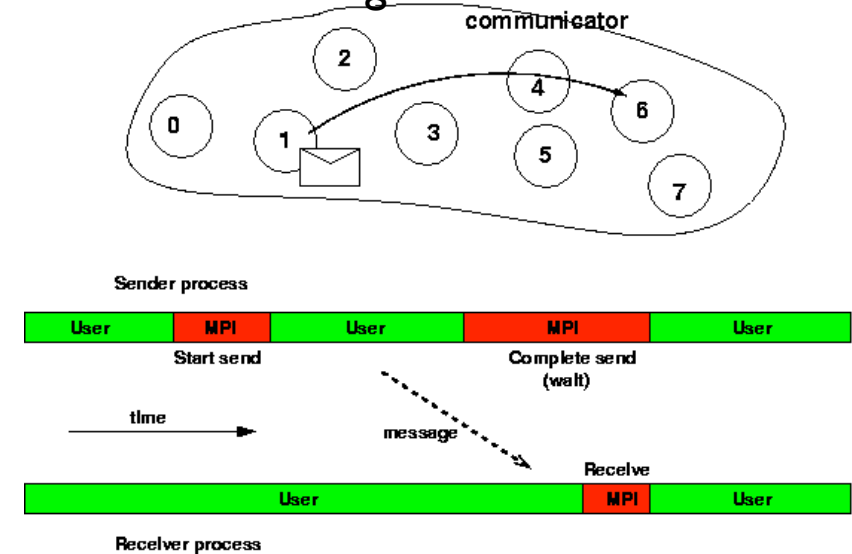 communicator
2
4
0
1
3
6
5
7
Sender process
User MPI User MPI User
Start send Complete send
(wait)
time
message
Receive
User MPI User
Receiver process